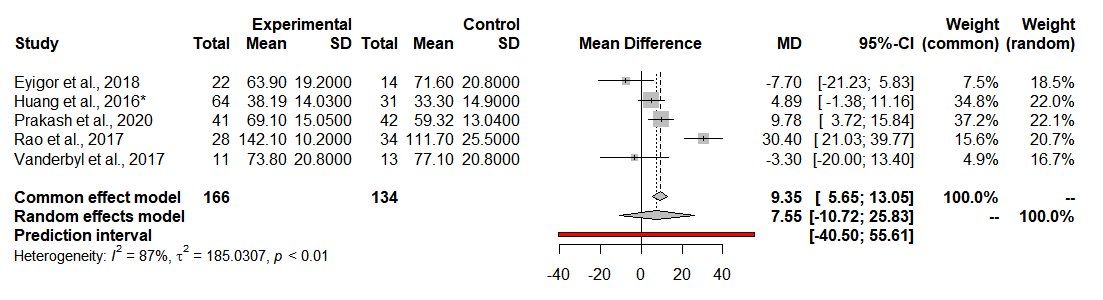 Experimental Control Weight Weight
Study Total Mean SD Total Mean SD Mean Difference MD 95%-CI (common) (random)
Eyigor et al., 2018 22 63.90 19.2000 14 71.60 20.8000 -7.70 [-21.23; 5.83] 7.5% 18.5%
Huang et al., 2016* 64 38.19 14.0300 31 33.30 14.9000 4.89 [ -1.38; 11.16] 34.8% 22.0%
Prakash et al., 2020 41 69.10 15.0500 42 59.32 13.0400 9.78 [ 3.72; 15.84] 37.2% 22.1%
Rao et al., 2017 28 142.10 10.2000 34 111.70 25.5000 30.40 [ 21.03; 39.77] 15.6% 20.7%
Vanderbyl et al., 2017 11 73.80 20.8000 13 77.10 20.8000 -3.30 [-20.00; 13.40] 4.9% 16.7%
Common effect model 166 134 9.35 [ 5.65; 13.05] 100.0% --
Random effects model 7.55 [-10.72; 25.83] -- 100.0%
Prediction interval [-40.50; 55.61]
Heterogeneity: I² = 87%, τ² = 185.0307, p < 0.01
-40 -20 0 20 40